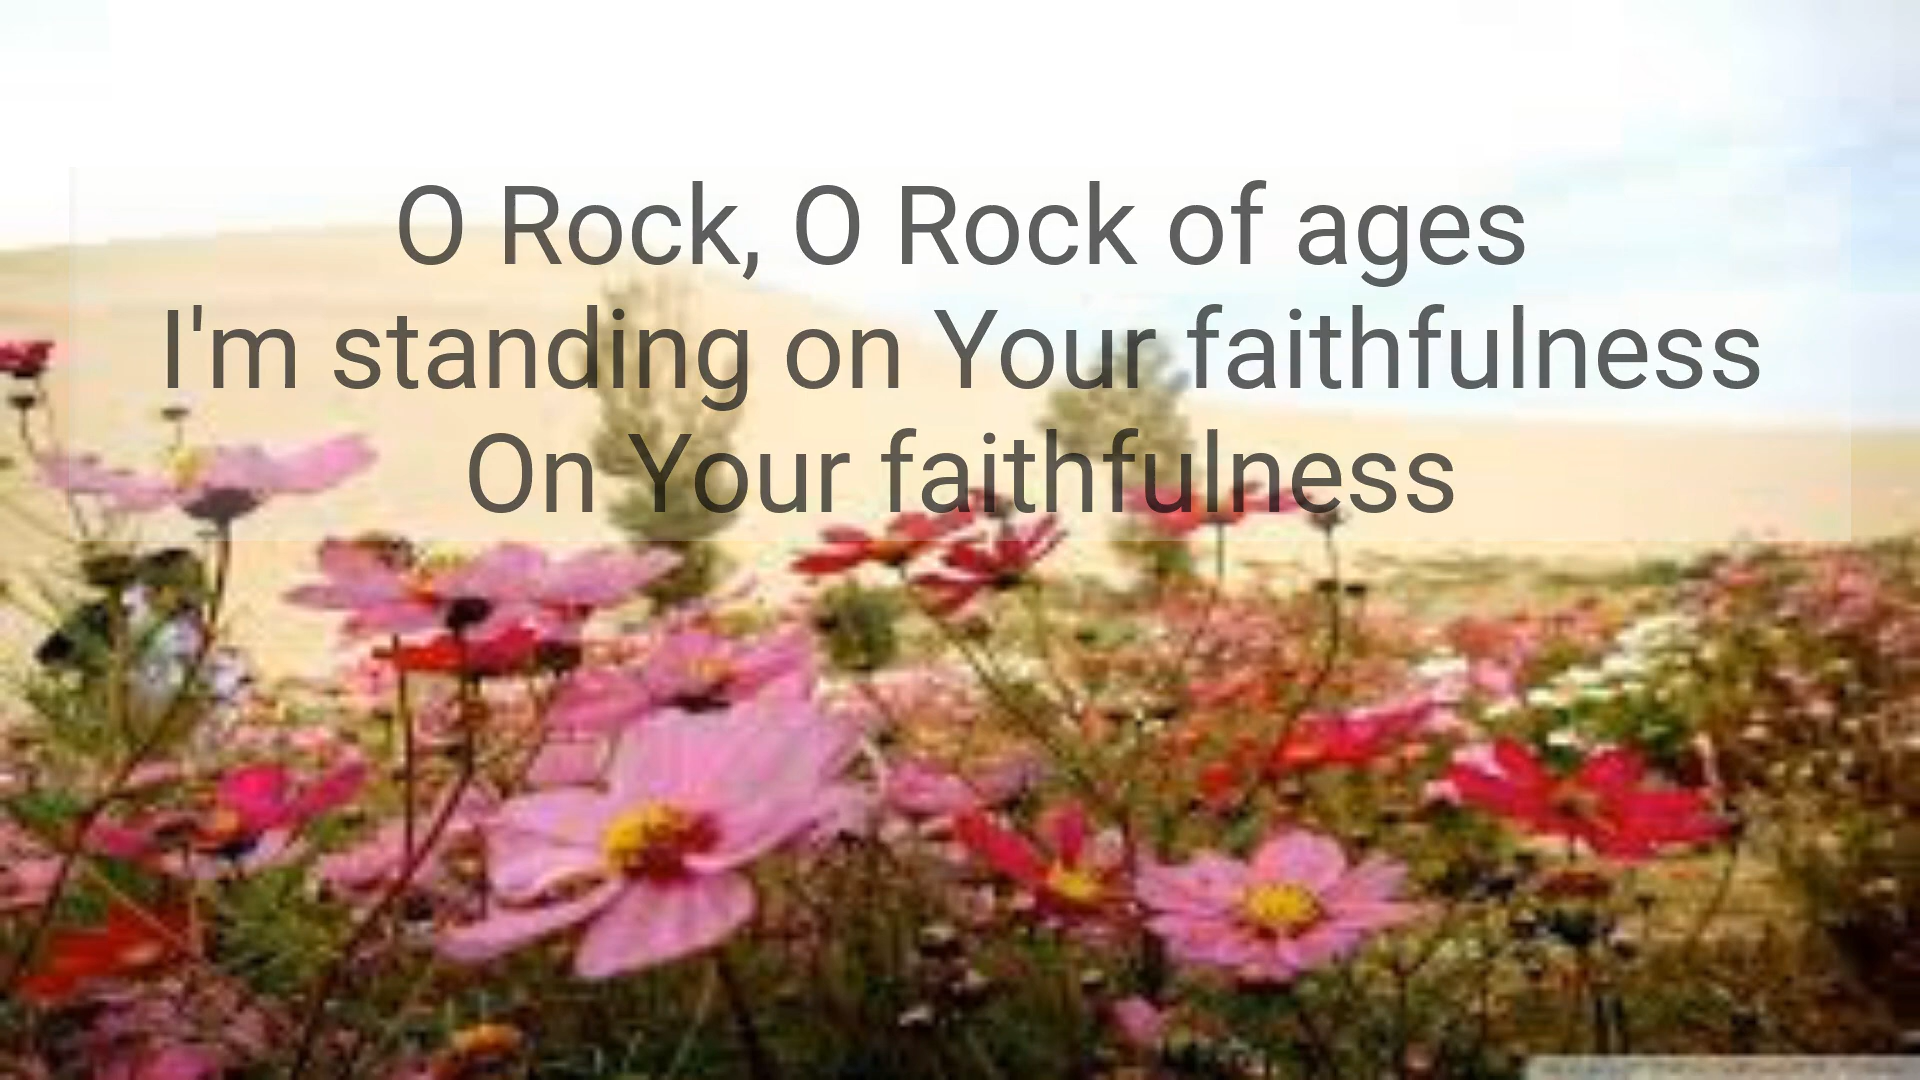 O Rock, O Rock of ages
I'm standing on Your faithfulness
On Your faithfulness